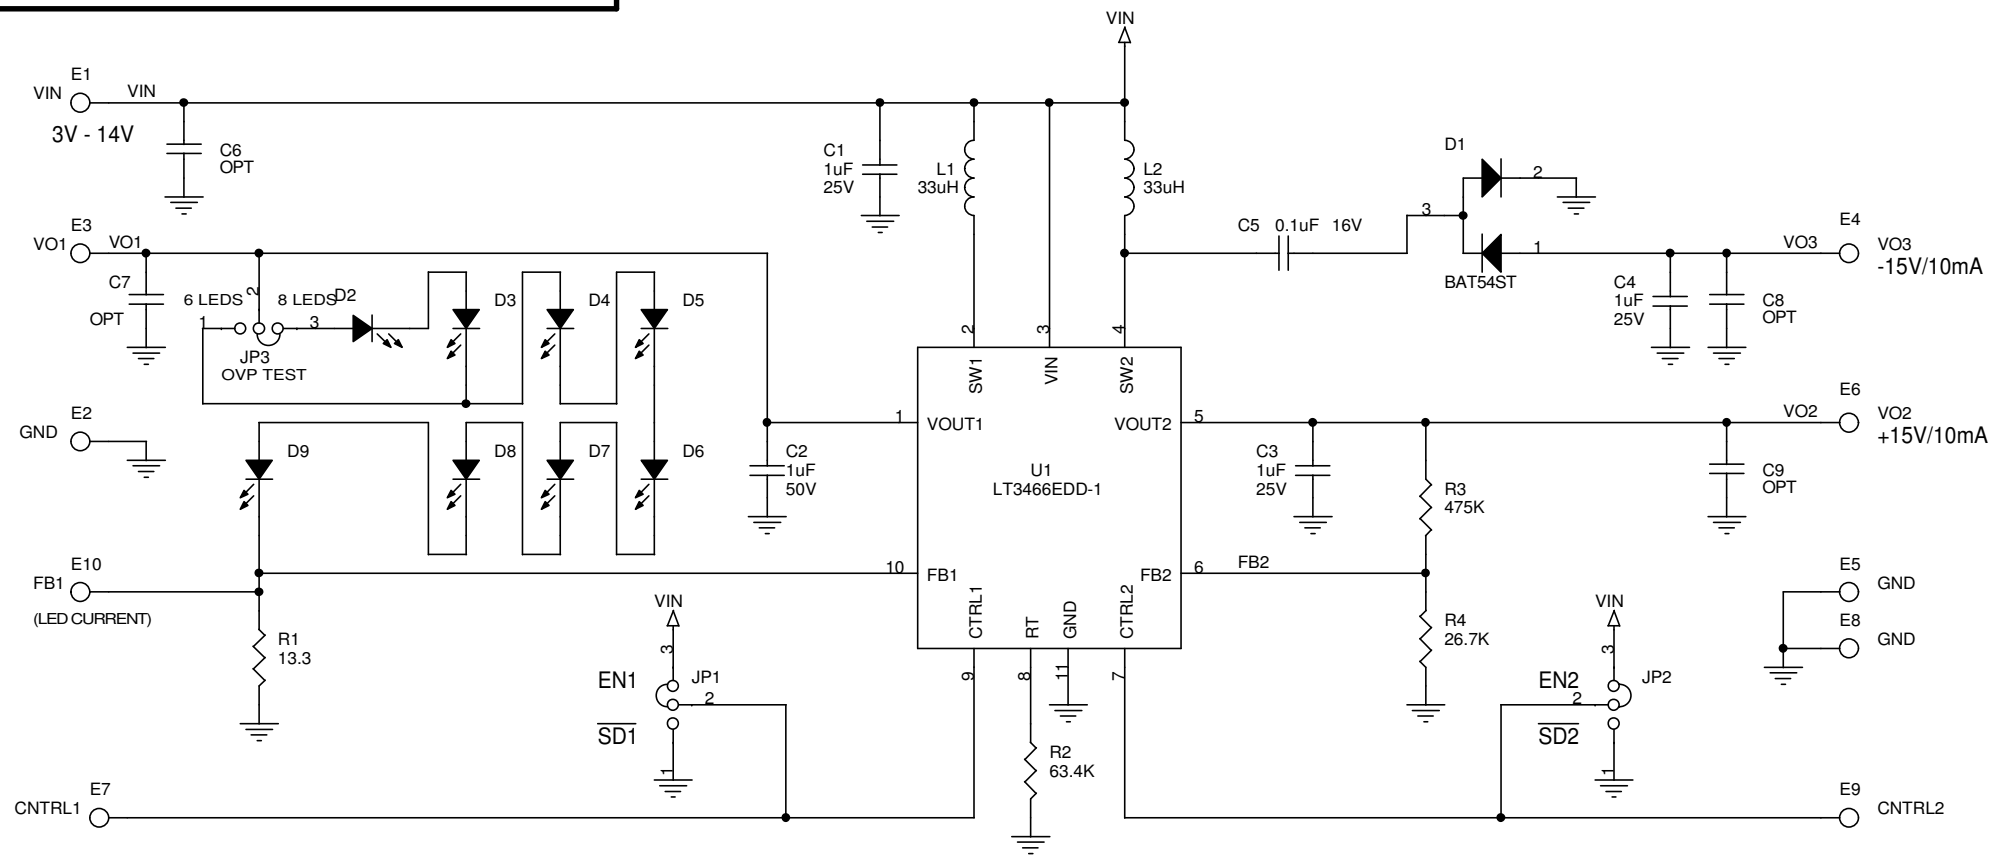 VIN
E1
VIN
VIN
3V - 14V
C6
OPT
C1
1uF
25V
L1
33uH
L2
33uH
D1
2
3
1
BAT54ST
C5 0.1uF 16V
E4
VO3
VO3
-15V/10mA
C4
1uF
25V
C8
OPT
E3
VO1
VO1
C7
OPT
6 LEDS
2
8 LEDS
D2
1
3
JP3
OVP TEST
D3
D4
D5
2
3
4
SW1
VIN
SW2
E2
GND
D9
D8
D7
D6
1
VOUT1
C2
1uF
50V
U1
LT3466EDD-1
VOUT2
5
C3
1uF
25V
R3
475K
E6
VO2
VO2
+15V/10mA
C9
OPT
E10
FB1
(LED CURRENT)
10
FB1
FB2
6
FB2
R1
13.3
CTRL1
RT
GND
CTRL2
9
8
11
7
R4
26.7K
E5
GND
E8
GND
VIN
3
EN1
JP1
2
SD1
1
VIN
3
EN2
JP2
2
SD2
1
R2
63.4K
E7
CNTRL1
E9
CNTRL2